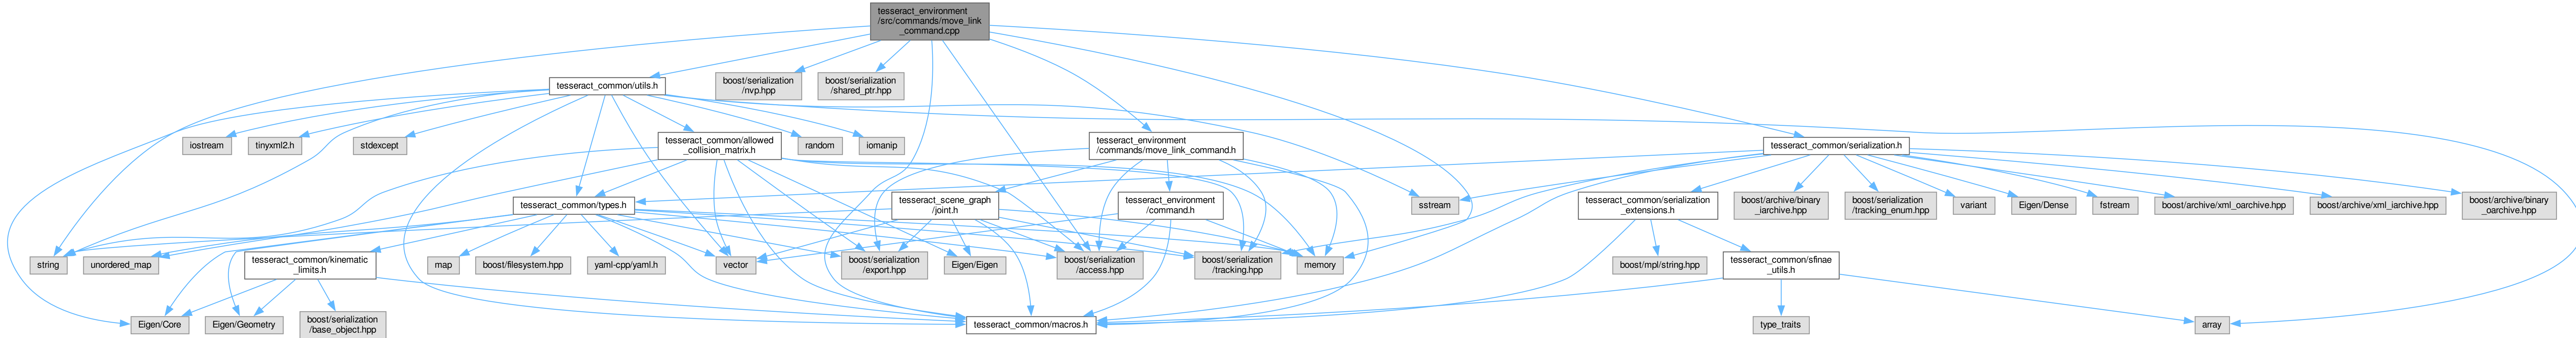 tesseract_environment
/src/commands/move_link
_command.cpp
tesseract_common/utils.h
boost/serialization
/nvp.hpp
boost/serialization
/shared_ptr.hpp
iostream
tinyxml2.h
stdexcept
tesseract_common/allowed
_collision_matrix.h
random
iomanip
tesseract_environment
/commands/move_link_command.h
tesseract_common/serialization.h
tesseract_common/types.h
tesseract_scene_graph
/joint.h
tesseract_environment
/command.h
sstream
tesseract_common/serialization
_extensions.h
boost/archive/binary
_iarchive.hpp
boost/serialization
/tracking_enum.hpp
variant
Eigen/Dense
fstream
boost/archive/xml_oarchive.hpp
boost/archive/xml_iarchive.hpp
boost/archive/binary
_oarchive.hpp
string
unordered_map
tesseract_common/kinematic
_limits.h
map
boost/filesystem.hpp
yaml-cpp/yaml.h
vector
boost/serialization
/export.hpp
Eigen/Eigen
boost/serialization
/access.hpp
boost/serialization
/tracking.hpp
memory
boost/mpl/string.hpp
tesseract_common/sfinae
_utils.h
Eigen/Core
Eigen/Geometry
boost/serialization
/base_object.hpp
tesseract_common/macros.h
type_traits
array